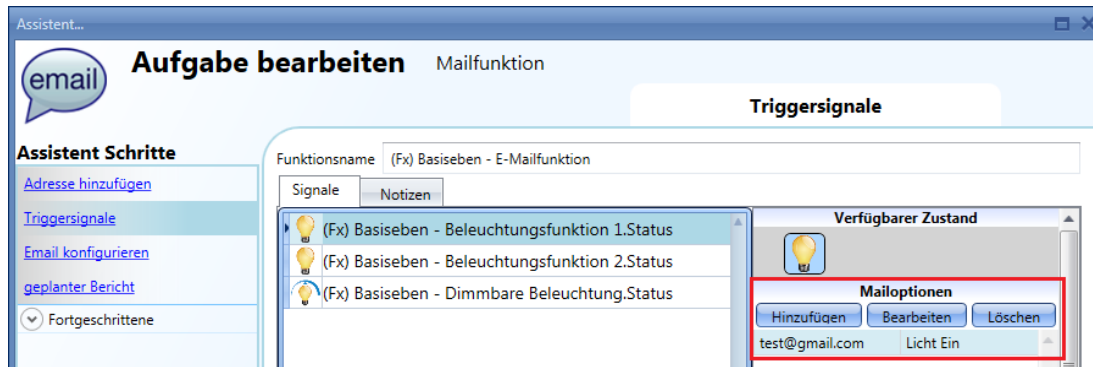 Assistent...
email
Aufgabe bearbeiten Mailfunktion
Triggersignale
Assistent Schritte
Adresse hinzufügen
Triggersignale
Email konfigurieren
geplanter Bericht
Fortgeschrittene
Funktionsname (Fx) Basiseben - E-Mailfunktion
Signale Notizen
(Fx) Basiseben - Beleuchtungsfunktion 1.Status
(Fx) Basiseben - Beleuchtungsfunktion 2.Status
(Fx) Basiseben - Dimmbare Beleuchtung.Status
Verfügbarer Zustand
Mailoptionen
Hinzufügen Bearbeiten Löschen
test@gmail.com Licht Ein